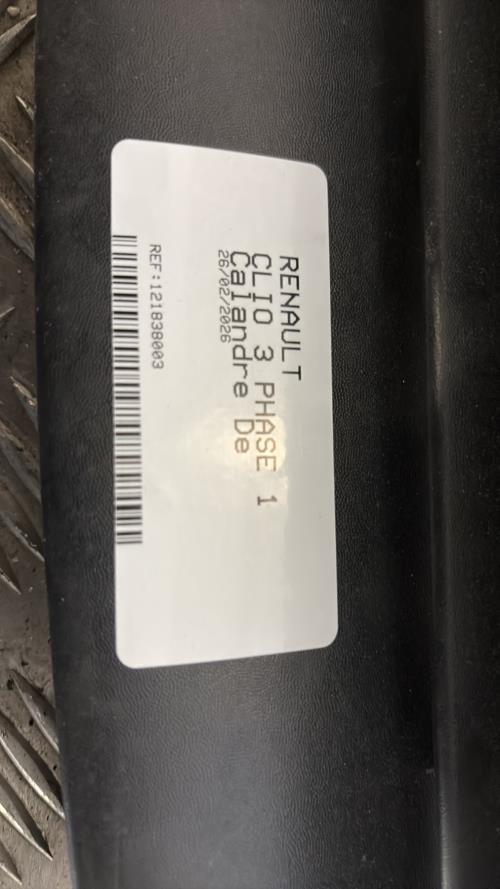 RENAULT
CLIO 3 PHASE 1
Calandre De
26/02/2026
REF:121838003